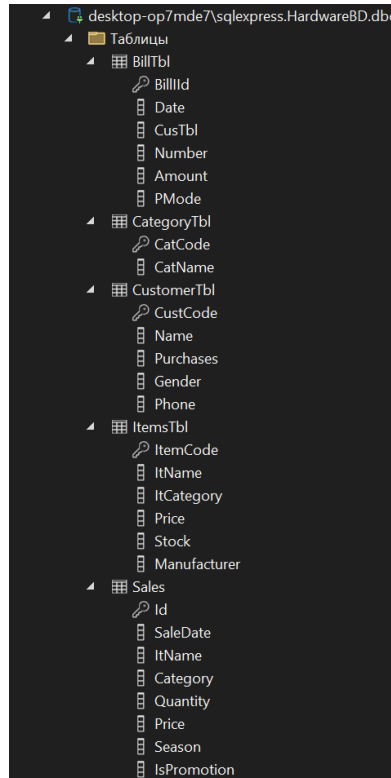 desktop-op7mde7\sqlexpress.HardwareBD.dbo
Таблицы
BillTbl
BillId
Date
CusTbl
Number
Amount
PMode
CategoryTbl
CatCode
CatName
CustomerTbl
CustCode
Name
Purchases
Gender
Phone
ItemsTbl
ItemCode
ItName
ItCategory
Price
Stock
Manufacturer
Sales
Id
SaleDate
ItName
Category
Quantity
Price
Season
IsPromotion